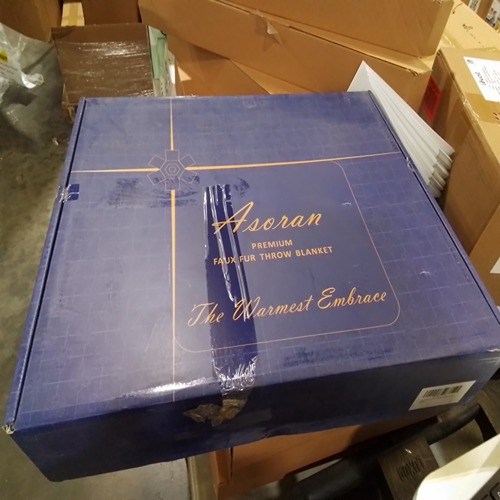 Asoran
PREMIUM
FAUX FUR THROW BLANKET
The Warmest Embrace